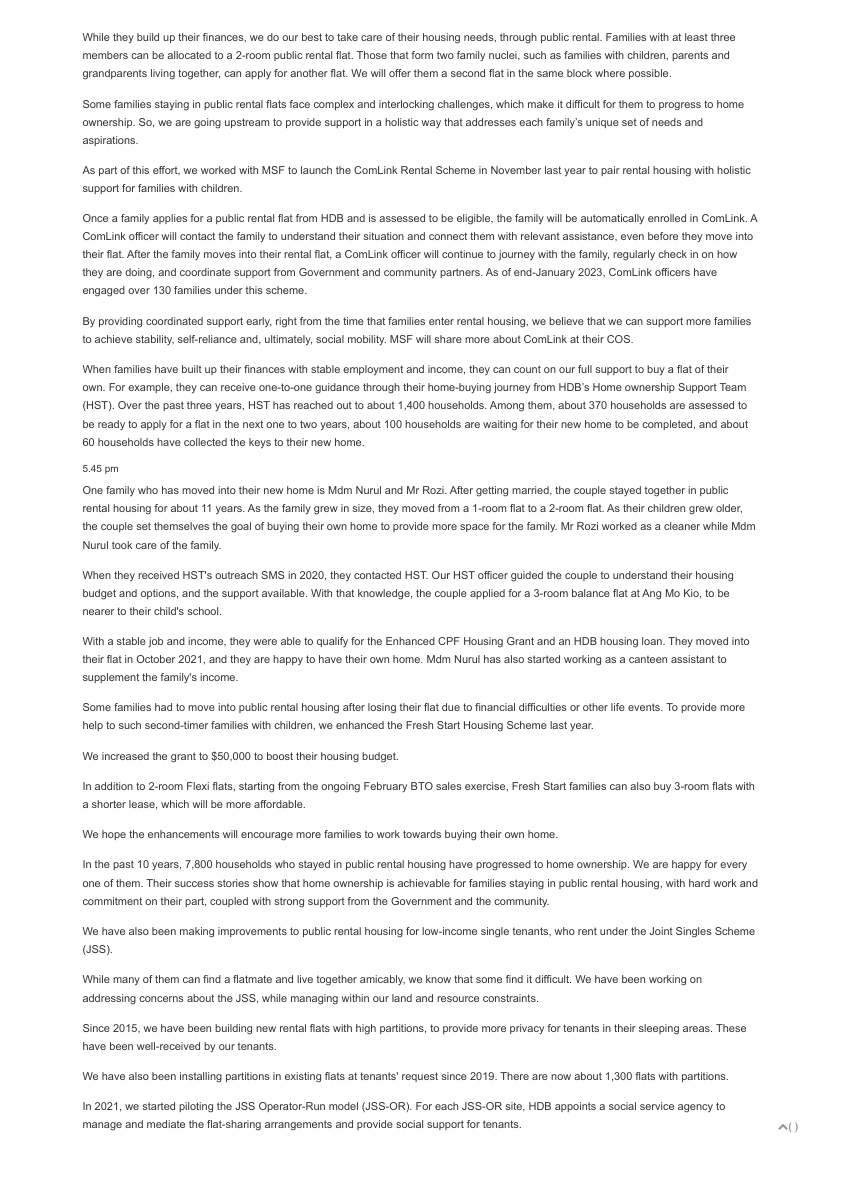 While they build up their finances, we do our best to take care of their housing needs, through public rental. Families with at least three
members can be allocated to a 2-room public rental flat. Those that form two family nuclei, such as families with children, parents and
grandparents living together, can apply for another flat. We will offer them a second flat in the same block where possible.
Some families staying in public rental flats face complex and interlocking challenges, which make it difficult for them to progress to home
ownership. So, we are going upstream to provide support in a holistic way that addresses each family’s unique set of needs and
aspirations.
As part of this effort, we worked with MSF to launch the ComLink Rental Scheme in November last year to pair rental housing with holistic
support for families with children.
Once a family applies for a public rental flat from HDB and is assessed to be eligible, the family will be automatically enrolled in ComLink. A
ComLink officer will contact the family to understand their situation and connect them with relevant assistance, even before they move into
their flat. After the family moves into their rental flat, a ComLink officer will continue to journey with the family, regularly check in on how
they are doing, and coordinate support from Government and community partners. As of end-January 2023, ComLink officers have
engaged over 130 families under this scheme.
By providing coordinated support early, right from the time that families enter rental housing, we believe that we can support more families
to achieve stability, self-reliance and, ultimately, social mobility. MSF will share more about ComLink at their COS.
When families have built up their finances with stable employment and income, they can count on our full support to buy a flat of their
own. For example, they can receive one-to-one guidance through their home-buying journey from HDB’s Home ownership Support Team
(HST). Over the past three years, HST has reached out to about 1,400 households. Among them, about 370 households are assessed to
be ready to apply for a flat in the next one to two years, about 100 households are waiting for their new home to be completed, and about
60 households have collected the keys to their new home.
5.45 pm
One family who has moved into their new home is Mdm Nurul and Mr Rozi. After getting married, the couple stayed together in public
rental housing for about 11 years. As the family grew in size, they moved from a 1-room flat to a 2-room flat. As their children grew older,
the couple set themselves the goal of buying their own home to provide more space for the family. Mr Rozi worked as a cleaner while Mdm
Nurul took care of the family.
When they received HST's outreach SMS in 2020, they contacted HST. Our HST officer guided the couple to understand their housing
budget and options, and the support available. With that knowledge, the couple applied for a 3-room balance flat at Ang Mo Kio, to be
nearer to their child's school.
With a stable job and income, they were able to qualify for the Enhanced CPF Housing Grant and an HDB housing loan. They moved into
their flat in October 2021, and they are happy to have their own home. Mdm Nurul has also started working as a canteen assistant to
supplement the family's income.
Some families had to move into public rental housing after losing their flat due to financial difficulties or other life events. To provide more
help to such second-timer families with children, we enhanced the Fresh Start Housing Scheme last year.
We increased the grant to $50,000 to boost their housing budget.
In addition to 2-room Flexi flats, starting from the ongoing February BTO sales exercise, Fresh Start families can also buy 3-room flats with
a shorter lease, which will be more affordable.
We hope the enhancements will encourage more families to work towards buying their own home.
In the past 10 years, 7,800 households who stayed in public rental housing have progressed to home ownership. We are happy for every
one of them. Their success stories show that home ownership is achievable for families staying in public rental housing, with hard work and
commitment on their part, coupled with strong support from the Government and the community.
We have also been making improvements to public rental housing for low-income single tenants, who rent under the Joint Singles Scheme
(JSS).
While many of them can find a flatmate and live together amicably, we know that some find it difficult. We have been working on
addressing concerns about the JSS, while managing within our land and resource constraints.
Since 2015, we have been building new rental flats with high partitions, to provide more privacy for tenants in their sleeping areas. These
have been well-received by our tenants.
We have also been installing partitions in existing flats at tenants' request since 2019. There are now about 1,300 flats with partitions.
In 2021, we started piloting the JSS Operator-Run model (JSS-OR). For each JSS-OR site, HDB appoints a social service agency to
manage and mediate the flat-sharing arrangements and provide social support for tenants.
( )